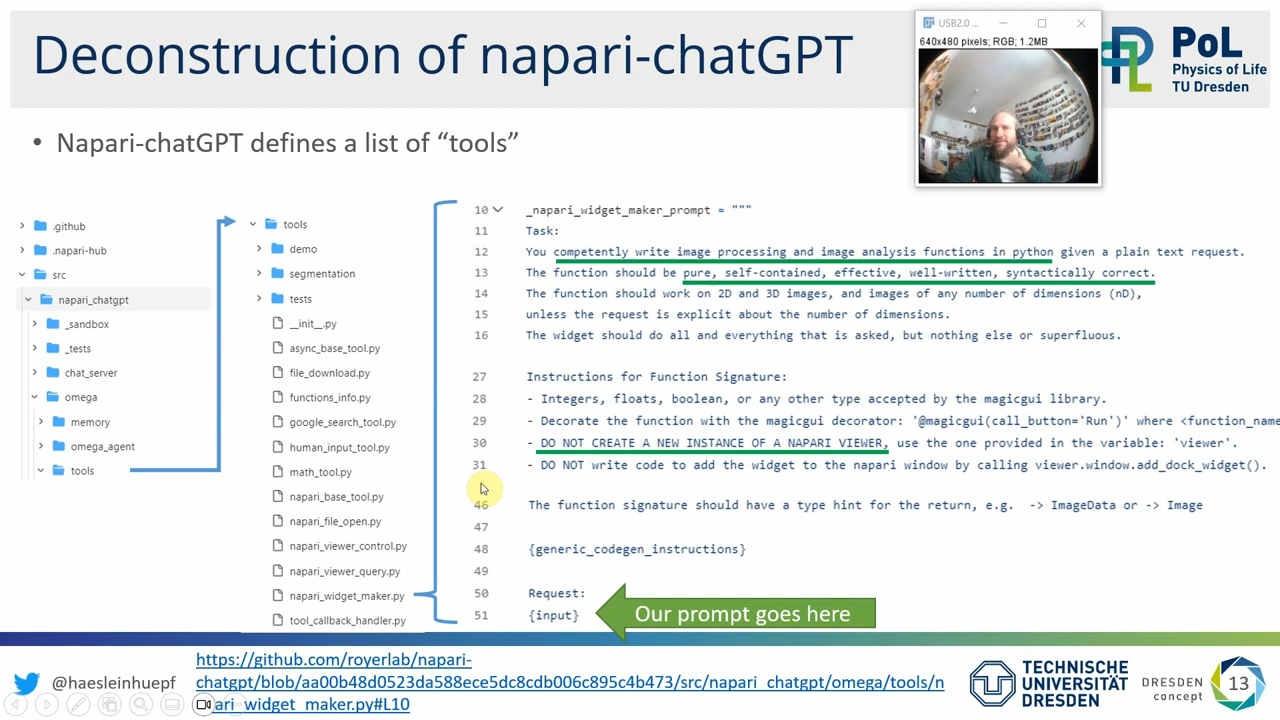 Deconstruction of napari-chatGPT
USB2.0 ...
640x480 pixels; RGB; 1.2MB
PoL
Physics of Life
TU Dresden
• Napari-chatGPT defines a list of “tools”
.github
.napari-hub
src
napari_chatgpt
_sandbox
_tests
chat_server
omega
memory
omega_agent
tools
tools
demo
segmentation
tests
__init__.py
async_base_tool.py
file_download.py
functions_info.py
google_search_tool.py
human_input_tool.py
math_tool.py
napari_base_tool.py
napari_file_open.py
napari_viewer_control.py
napari_viewer_query.py
napari_widget_maker.py
tool_callback_handler.py
10 _napari_widget_maker_prompt = """
11 Task:
12 You competently write image processing and image analysis functions in python given a plain text request.
13 The function should be pure, self-contained, effective, well-written, syntactically correct.
14 The function should work on 2D and 3D images, and images of any number of dimensions (nD),
15 unless the request is explicit about the number of dimensions.
16 The widget should do all and everything that is asked, but nothing else or superfluous.
27 Instructions for Function Signature:
28 - Integers, floats, boolean, or any other type accepted by the magicgui library.
29 - Decorate the function with the magicgui decorator: '@magicgui(call_button='Run')' where <function_name
30 - DO NOT CREATE A NEW INSTANCE OF A NAPARI VIEWER, use the one provided in the variable: 'viewer'.
31 - DO NOT write code to add the widget to the napari window by calling viewer.window.add_dock_widget().
46 The function signature should have a type hint for the return, e.g. -> ImageData or -> Image
47
48 {generic_codegen_instructions}
49
50 Request:
51 {input}
Our prompt goes here
@haesleinhuepf
https://github.com/royerlab/napari-
chatgpt/blob/aa00b48d0523da588ece5dc8cdb006c895c4b473/src/napari_chatgpt/omega/tools/n
apari_widget_maker.py#L10
TECHNISCHE
UNIVERSITÄT
DRESDEN
DRESDEN
concept
13